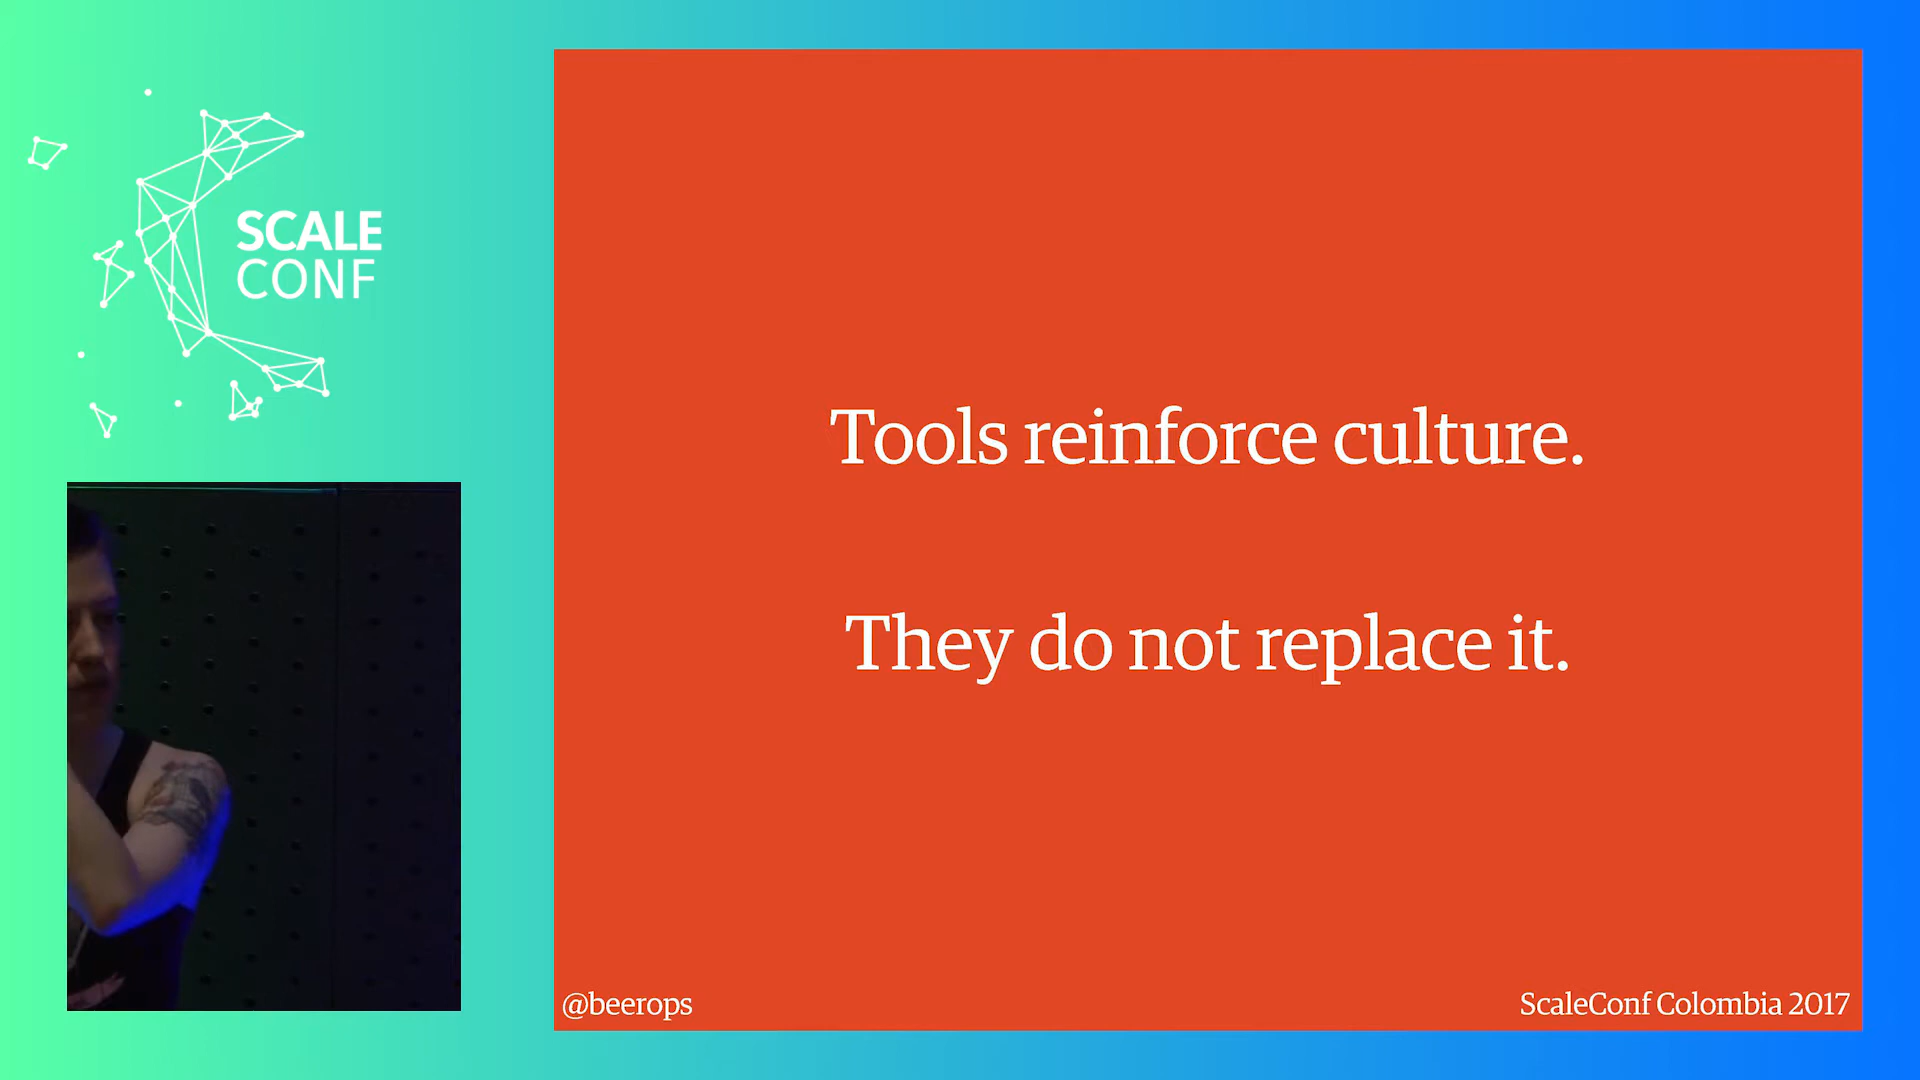 SCALE
CONF
Tools reinforce culture.
They do not replace it.
@beerops
ScaleConf Colombia 2017